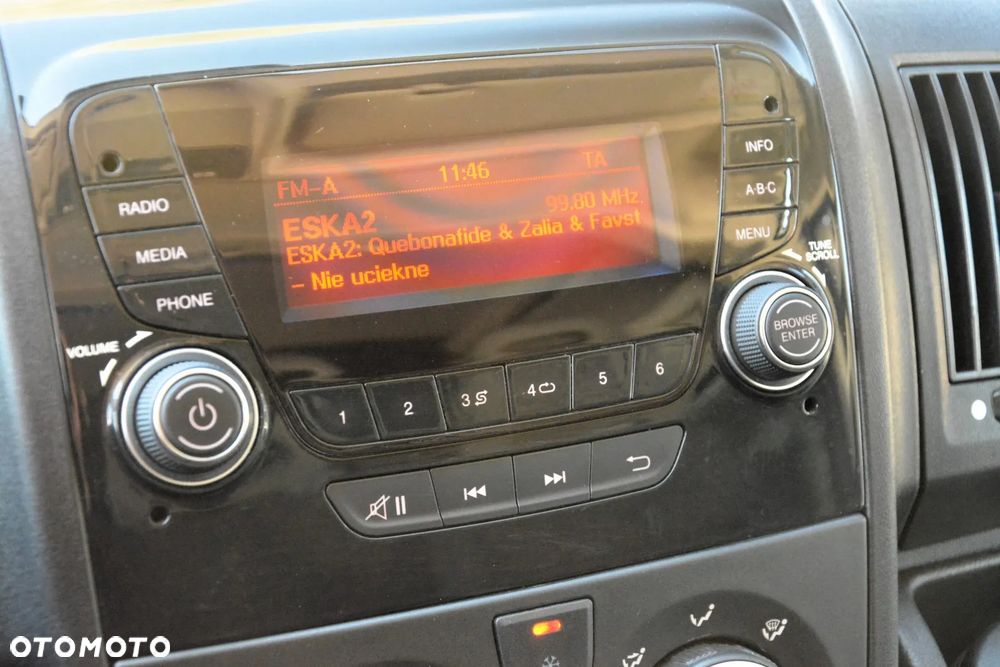 FM-A 11:46 TA
ESKA2 99.80 MHz
ESKA2: Quebonafide & Zalia & Favst
- Nie uciekne
RADIO
MEDIA
PHONE
VOLUME
INFO
A·B·C
MENU
TUNE
SCROLL
BROWSE
ENTER
1 2 3 4 5 6
OTOMOTO